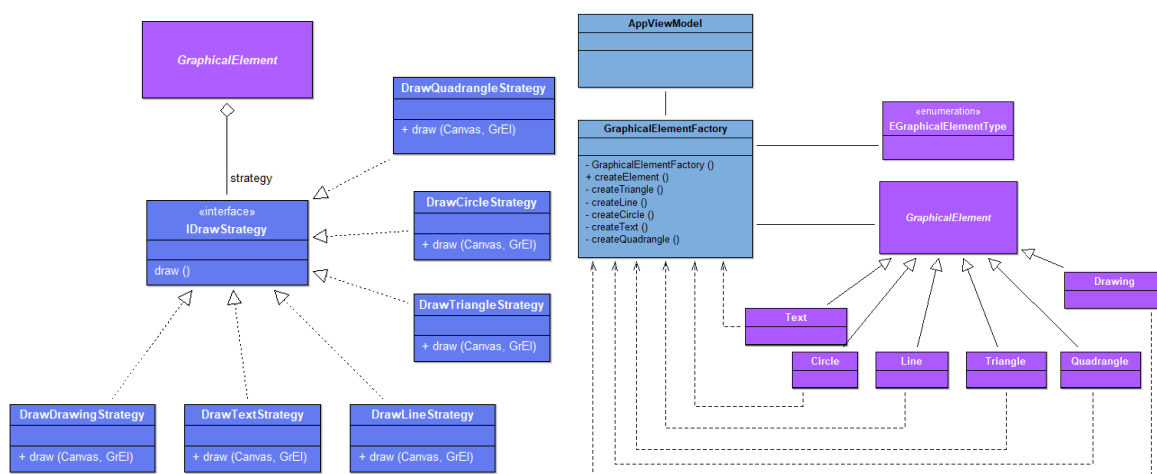 GraphicalElement
strategy
«interface»
IDrawStrategy
draw ()
DrawQuadrangleStrategy
+ draw (Canvas, GrEl)
DrawCircleStrategy
+ draw (Canvas, GrEl)
DrawTriangleStrategy
+ draw (Canvas, GrEl)
DrawDrawingStrategy
+ draw (Canvas, GrEl)
DrawTextStrategy
+ draw (Canvas, GrEl)
DrawLineStrategy
+ draw (Canvas, GrEl)
AppViewModel
GraphicalElementFactory
- GraphicalElementFactory ()
+ createElement ()
- createTriangle ()
- createLine ()
- createCircle ()
- createText ()
- createQuadrangle ()
«enumeration»
EGraphicalElementType
GraphicalElement
Drawing
Text
Circle
Line
Triangle
Quadrangle